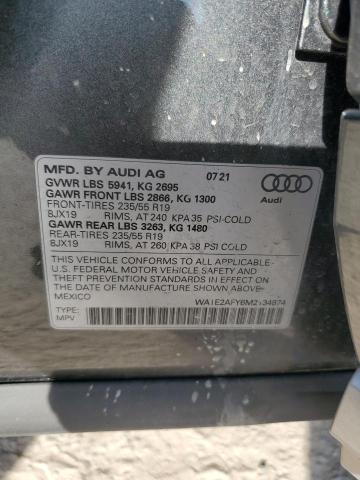 MFD. BY AUDI AG 07 21
GVWR LBS 5941, KG 2695
GAWR FRONT LBS 2866, KG 1300
FRONT-TIRES 235/55 R19
8JX19 RIMS, AT 240 KPA 35 PSI-COLD
GAWR REAR LBS 3263, KG 1480
REAR-TIRES 235/55 R19
8JX19 RIMS, AT 260 KPA 38 PSI COLD
Audi
THIS VEHICLE CONFORMS TO ALL APPLICABLE
U.S. FEDERAL MOTOR VEHICLE SAFETY, BUMPER,
AND THEFT PREVENTION STANDARDS IN EFFECT ON
THE DATE OF MANUFACTURE SHOWN ABOVE.
MEXICO
TYPE:
MPV